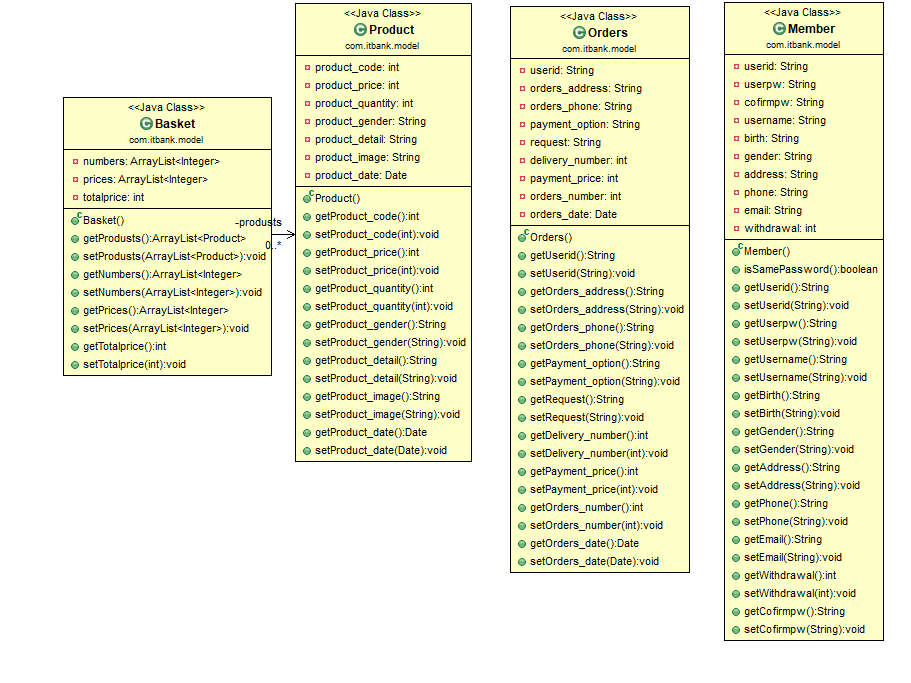 <<Java Class>>
Basket
com.itbank.model
numbers: ArrayList<Integer>
prices: ArrayList<Integer>
totalprice: int
Basket()
getProdusts():ArrayList<Product>
setProdusts(ArrayList<Product>):void
getNumbers():ArrayList<Integer>
setNumbers(ArrayList<Integer>):void
getPrices():ArrayList<Integer>
setPrices(ArrayList<Integer>):void
getTotalprice():int
setTotalprice(int):void
-produsts
0..*
<<Java Class>>
Product
com.itbank.model
product_code: int
product_price: int
product_quantity: int
product_gender: String
product_detail: String
product_image: String
product_date: Date
Product()
getProduct_code():int
setProduct_code(int):void
getProduct_price():int
setProduct_price(int):void
getProduct_quantity():int
setProduct_quantity(int):void
getProduct_gender():String
setProduct_gender(String):void
getProduct_detail():String
setProduct_detail(String):void
getProduct_image():String
setProduct_image(String):void
getProduct_date():Date
setProduct_date(Date):void
<<Java Class>>
Orders
com.itbank.model
userid: String
orders_address: String
orders_phone: String
payment_option: String
request: String
delivery_number: int
payment_price: int
orders_number: int
orders_date: Date
Orders()
getUserid():String
setUserid(String):void
getOrders_address():String
setOrders_address(String):void
getOrders_phone():String
setOrders_phone(String):void
getPayment_option():String
setPayment_option(String):void
getRequest():String
setRequest(String):void
getDelivery_number():int
setDelivery_number(int):void
getPayment_price():int
setPayment_price(int):void
getOrders_number():int
setOrders_number(int):void
getOrders_date():Date
setOrders_date(Date):void
<<Java Class>>
Member
com.itbank.model
userid: String
userpw: String
cofirmpw: String
username: String
birth: String
gender: String
address: String
phone: String
email: String
withdrawal: int
Member()
isSamePassword():boolean
getUserid():String
setUserid(String):void
getUserpw():String
setUserpw(String):void
getUsername():String
setUsername(String):void
getBirth():String
setBirth(String):void
getGender():String
setGender(String):void
getAddress():String
setAddress(String):void
getPhone():String
setPhone(String):void
getEmail():String
setEmail(String):void
getWithdrawal():int
setWithdrawal(int):void
getCofirmpw():String
setCofirmpw(String):void